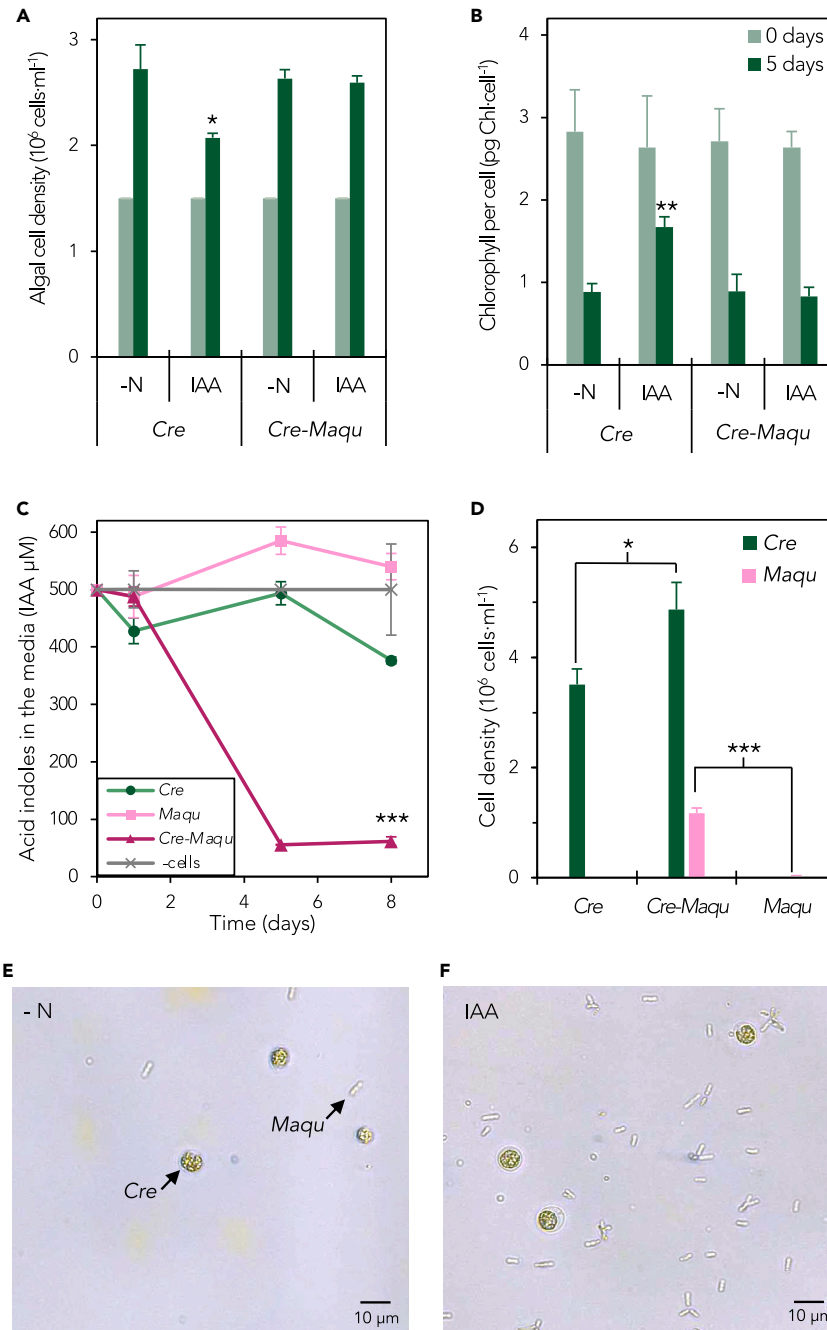 A
Algal cell density (10⁶ cells·ml⁻¹)
3
2
1
0
*
-N
IAA
-N
IAA
Cre
Cre-Maqu
B
Chlorophyll per cell (pg Chl·cell⁻¹)
4
3
2
1
0
0 days
5 days
**
-N
IAA
-N
IAA
Cre
Cre-Maqu
C
Acid indoles in the media (IAA µM)
600
500
400
300
200
100
0
Cre
Maqu
Cre-Maqu
-cells
***
0
2
4
6
8
Time (days)
D
Cell density (10⁶ cells·ml⁻¹)
6
4
2
0
Cre
Maqu
*
***
Cre
Cre-Maqu
Maqu
E
- N
Maqu
Cre
10 µm
F
IAA
10 µm